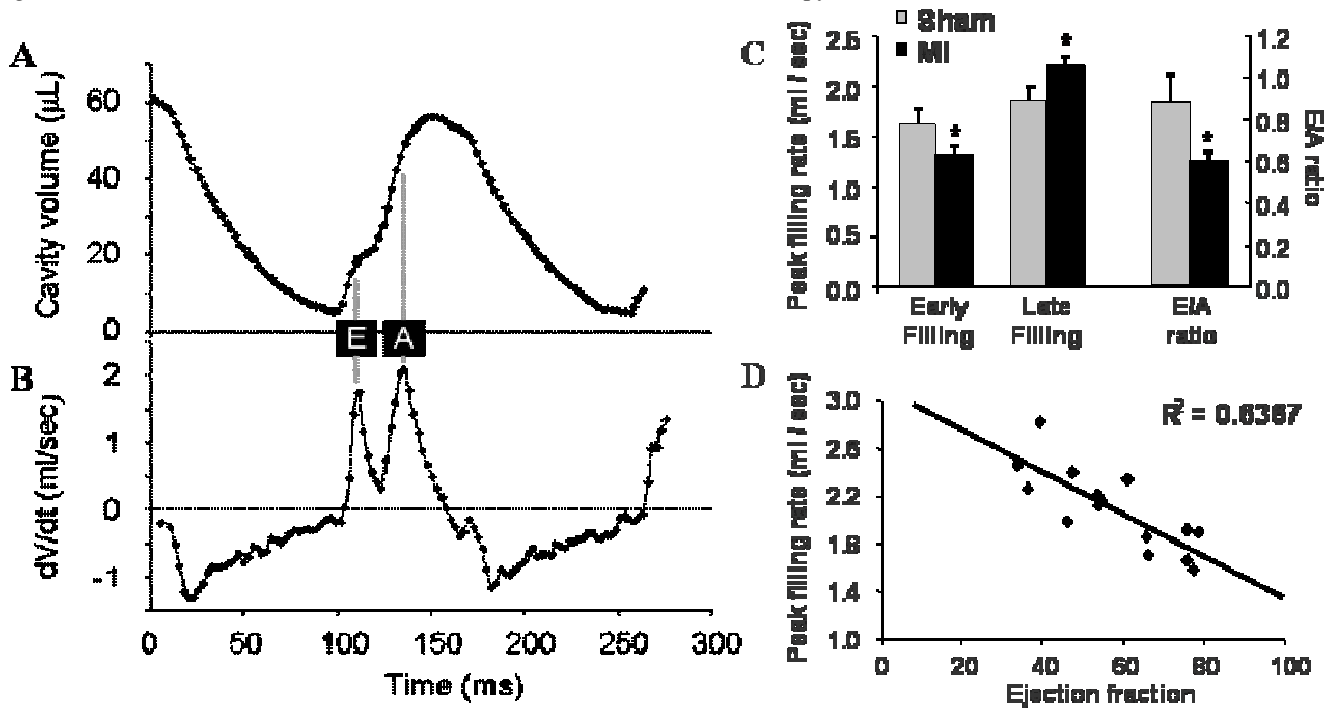 A
Cavity volume (µL)
60
40
20
0
E
A
B
dV/dt (ml/sec)
2
1
0
-1
0
50
100
150
200
250
300
Time (ms)
C
Sham
MI
Peak filling rate (ml / sec)
2.5
2.0
1.5
1.0
0.5
0.0
*
*
*
1.2
1.0
0.8
0.6
0.4
0.2
0.0
E/A ratio
Early Filling
Late Filling
E/A ratio
D
Peak filling rate (ml / sec)
3.0
2.6
2.2
1.8
1.4
1.0
R² = 0.6367
0
20
40
60
80
100
Ejection fraction